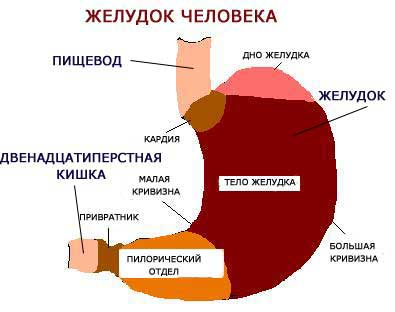 ЖЕЛУДОК ЧЕЛОВЕКА
ДНО ЖЕЛУДКА
ПИЩЕВОД
ЖЕЛУДОК
КАРДИЯ
ДВЕНАДЦАТИПЕРСТНАЯ
КИШКА
МАЛАЯ
КРИВИЗНА
ТЕЛО ЖЕЛУДКА
ПРИВРАТНИК
БОЛЬШАЯ
КРИВИЗНА
ПИЛОРИЧЕСКИЙ
ОТДЕЛ